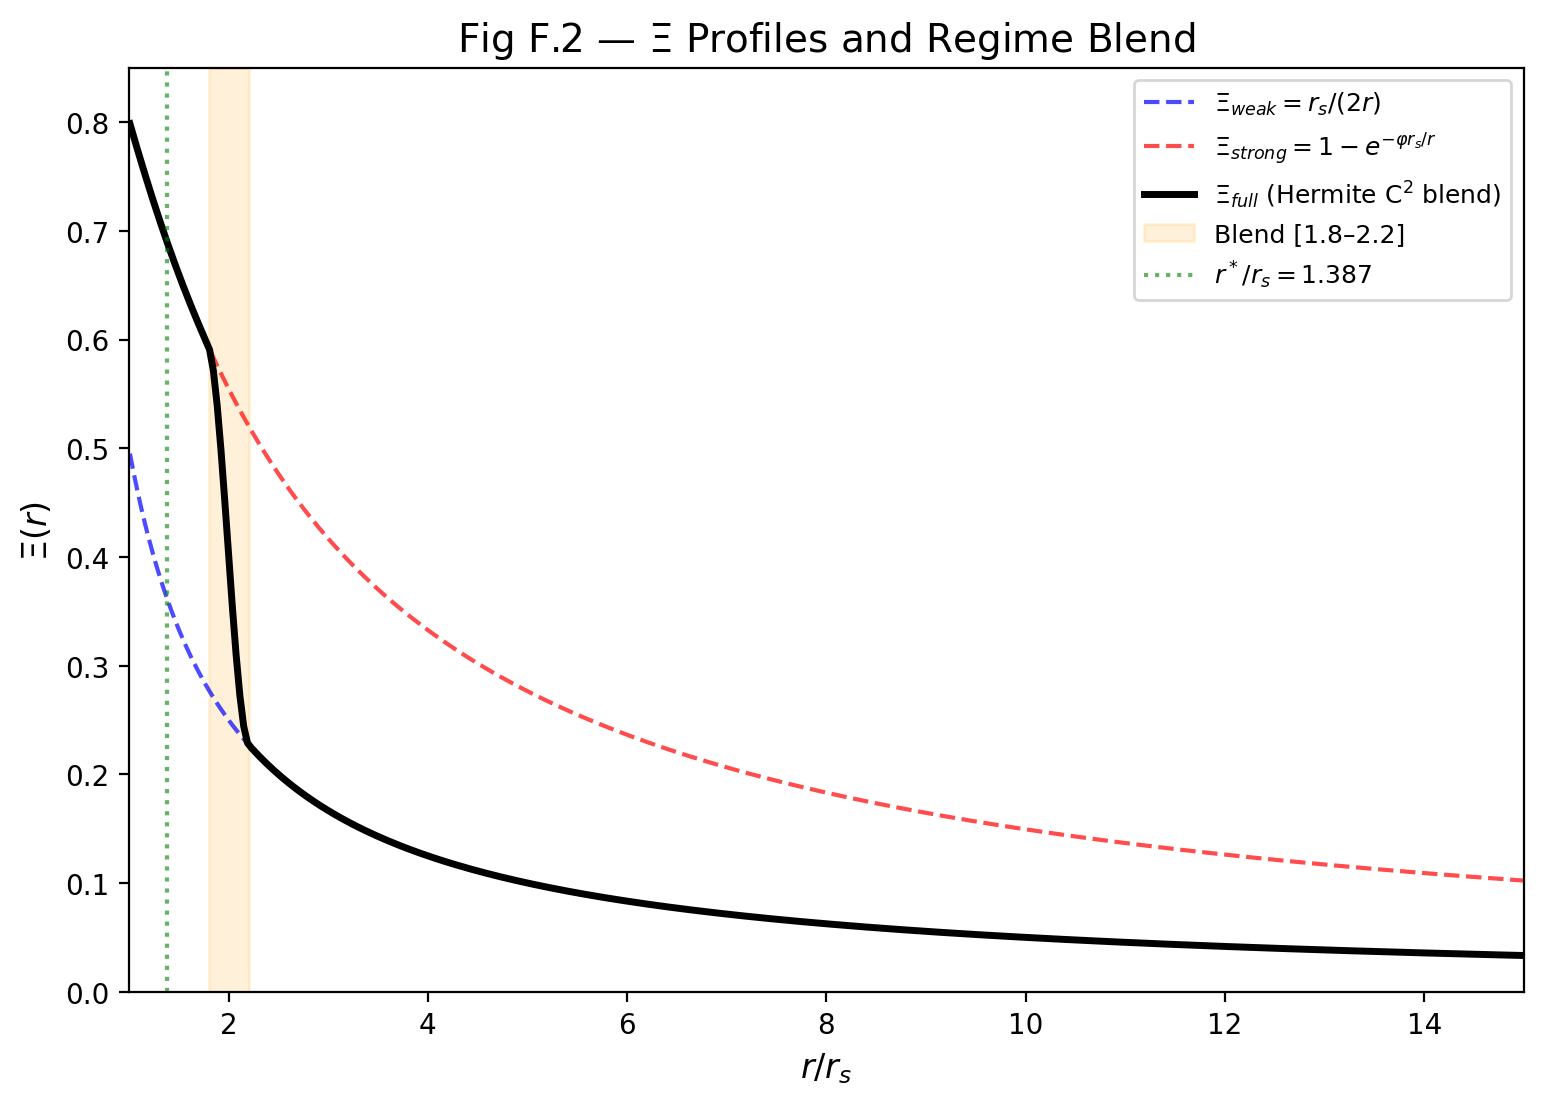 Fig F.2 — Ξ Profiles and Regime Blend
Ξ_weak = r_s/(2r)
Ξ_strong = 1 − e^{−φr_s/r}
Ξ_full (Hermite C² blend)
Blend [1.8–2.2]
r*/r_s = 1.387
Ξ(r)
0.8
0.7
0.6
0.5
0.4
0.3
0.2
0.1
0.0
2 4 6 8 10 12 14
r/r_s